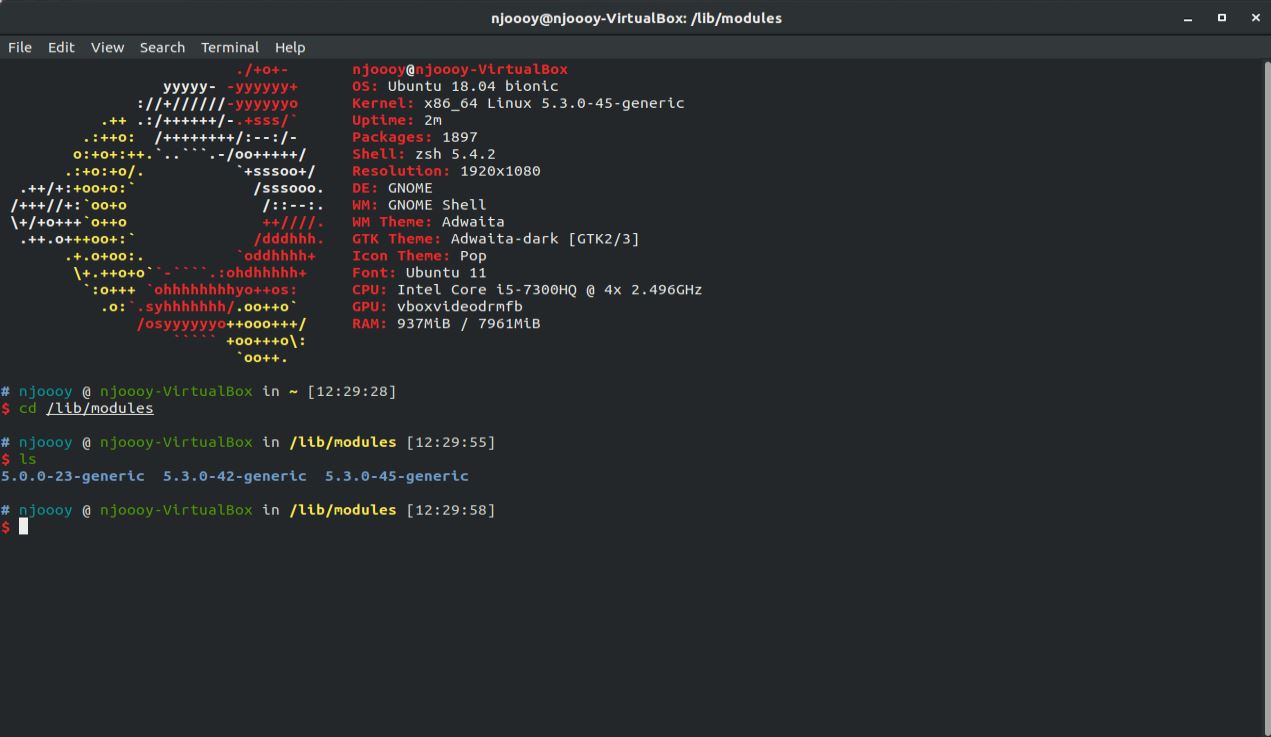 njoooy@njoooy-VirtualBox: /lib/modules
File Edit View Search Terminal Help
./+o+- njoooy@njoooy-VirtualBox
yyyyy- -yyyyyy+ OS: Ubuntu 18.04 bionic
://+//////-yyyyyyo Kernel: x86_64 Linux 5.3.0-45-generic
.++ .:/++++++/-.+sss/` Uptime: 2m
.:++o: /++++++++/:--:/- Packages: 1897
o:+o+:++.`..```.-/oo+++++/ Shell: zsh 5.4.2
.:+o:+o/. `+sssoo+/ Resolution: 1920x1080
.++/+:+oo+o:` /sssooo. DE: GNOME
/+++//+:`oo+o /::--:. WM: GNOME Shell
\+/+o+++`o++o ++////. WM Theme: Adwaita
.++.o+++oo+:` /dddhhh. GTK Theme: Adwaita-dark [GTK2/3]
.+.o+oo:. `oddhhhh+ Icon Theme: Pop
\+.++o+o``-````.:ohdhhhhh+ Font: Ubuntu 11
`:o+++ `ohhhhhhhhyo++os: CPU: Intel Core i5-7300HQ @ 4x 2.496GHz
.o:`.syhhhhhhh/.oo++o` GPU: vboxvideodrmfb
/osyyyyyyo++ooo+++/ RAM: 937MiB / 7961MiB
````` +oo+++o\:
`oo++.
# njoooy @ njoooy-VirtualBox in ~ [12:29:28]
$ cd /lib/modules
# njoooy @ njoooy-VirtualBox in /lib/modules [12:29:55]
$ ls
5.0.0-23-generic 5.3.0-42-generic 5.3.0-45-generic
# njoooy @ njoooy-VirtualBox in /lib/modules [12:29:58]
$